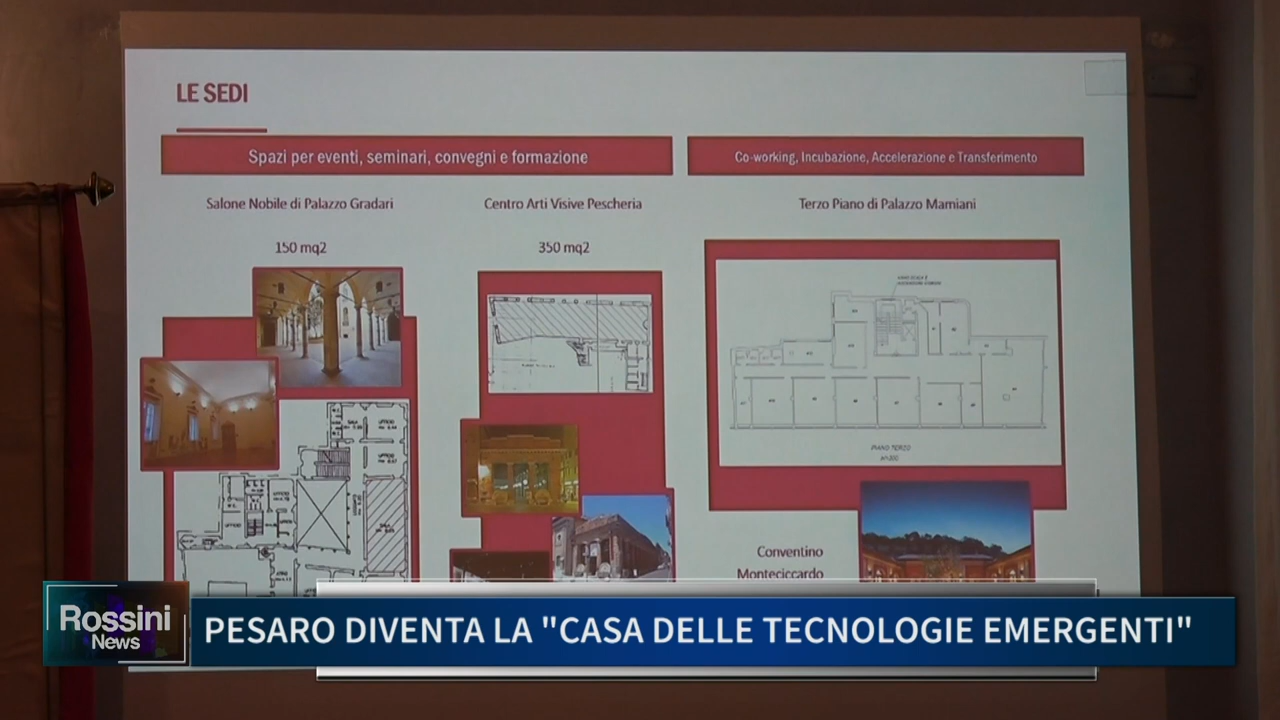 LE SEDI
Spazi per eventi, seminari, convegni e formazione
Co-working, Incubazione, Accelerazione e Transferimento
Salone Nobile di Palazzo Gradari
Centro Arti Visive Pescheria
Terzo Piano di Palazzo Mamiani
150 mq2
350 mq2
PIANO TERZO
Conventino
Monteciccardo
Rossini
News
PESARO DIVENTA LA "CASA DELLE TECNOLOGIE EMERGENTI"